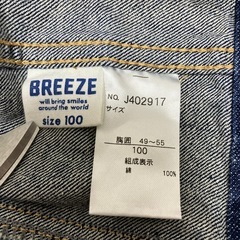 BREEZE
will bring smiles
around the world
size 100
NO. J402917
サイズ
胸囲 49〜55
100
組成表示
綿 100%